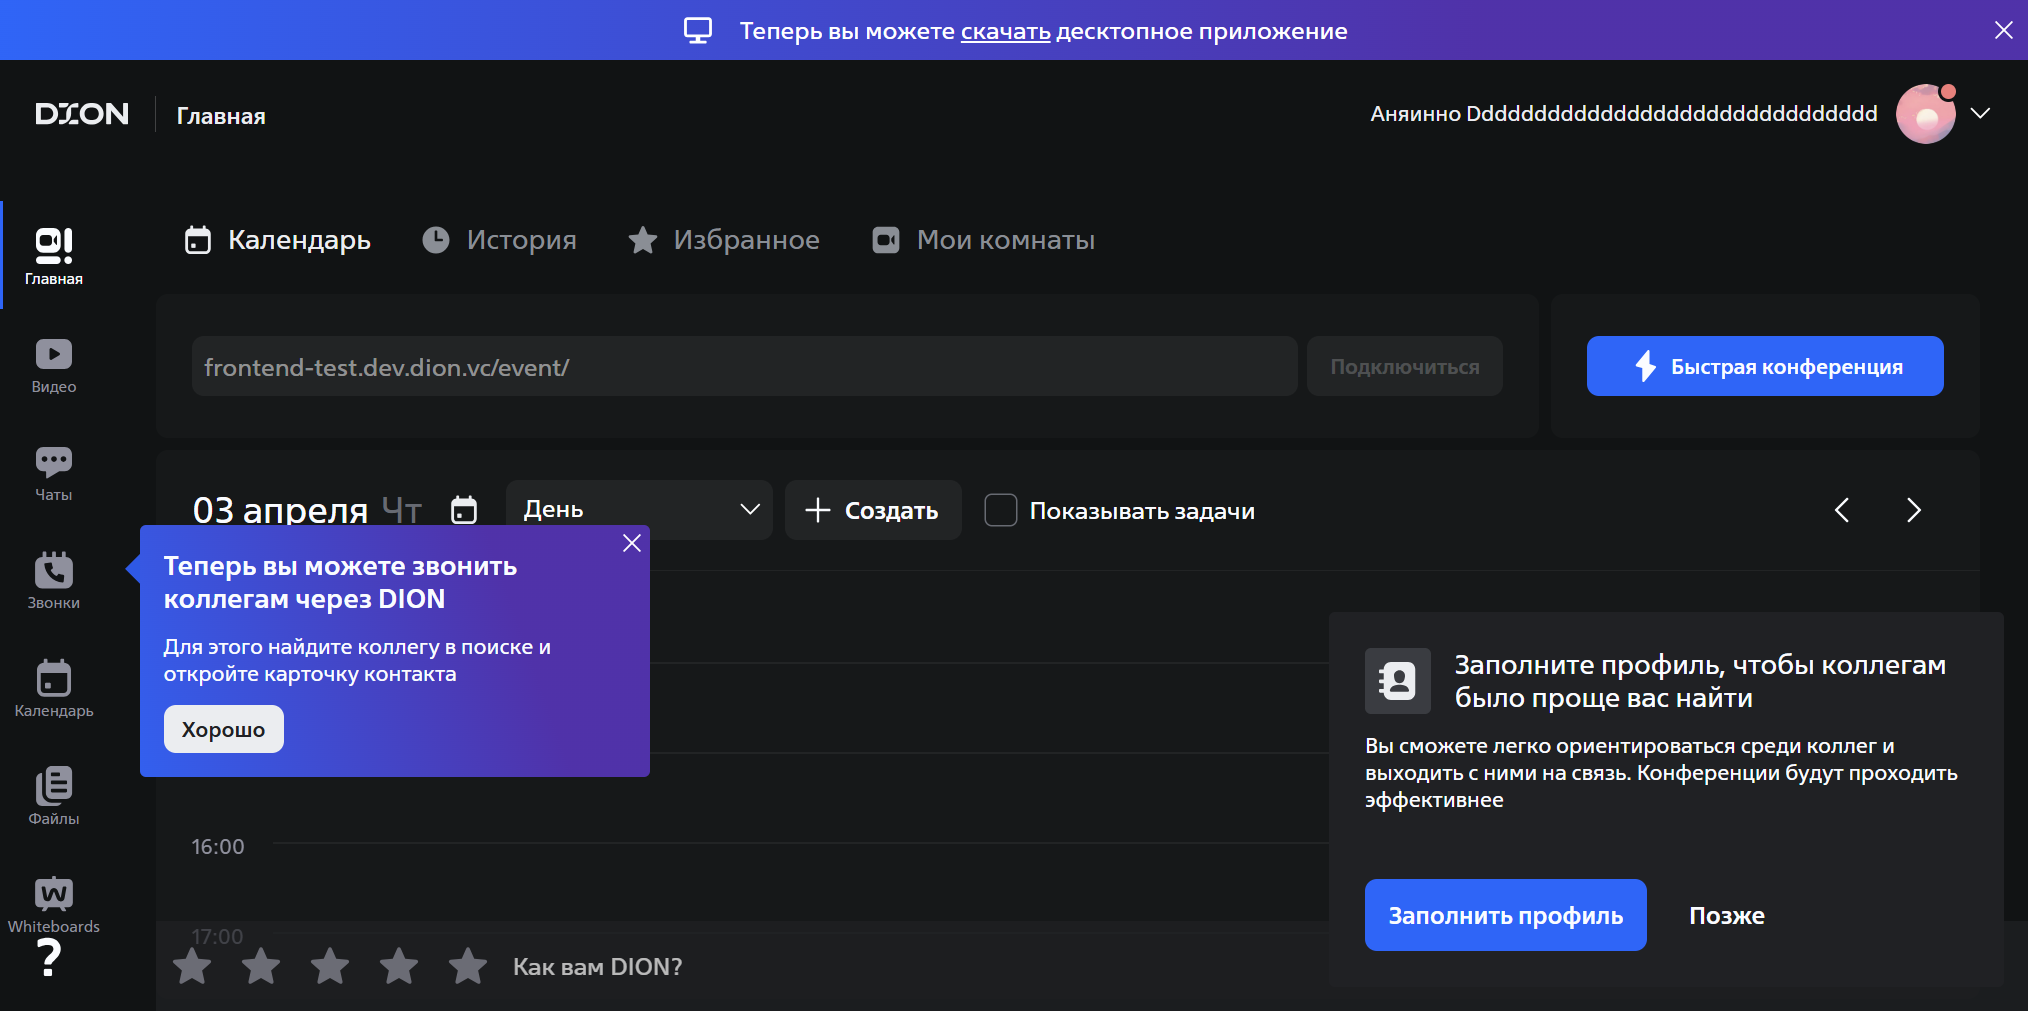 Теперь вы можете скачать десктопное приложение
DION
Главная
Аняинно Dddddddddddddddddddddddddddddd
Главная
Видео
Чаты
Звонки
Календарь
Файлы
Whiteboards
?
Календарь
История
Избранное
Мои комнаты
frontend-test.dev.dion.vc/event/
Подключиться
Быстрая конференция
03 апреля Чт
День
Создать
Показывать задачи
Теперь вы можете звонить
коллегам через DION
Для этого найдите коллегу в поиске и
откройте карточку контакта
Хорошо
16:00
17:00
Как вам DION?
Заполните профиль, чтобы коллегам
было проще вас найти
Вы сможете легко ориентироваться среди коллег и
выходить с ними на связь. Конференции будут проходить
эффективнее
Заполнить профиль
Позже